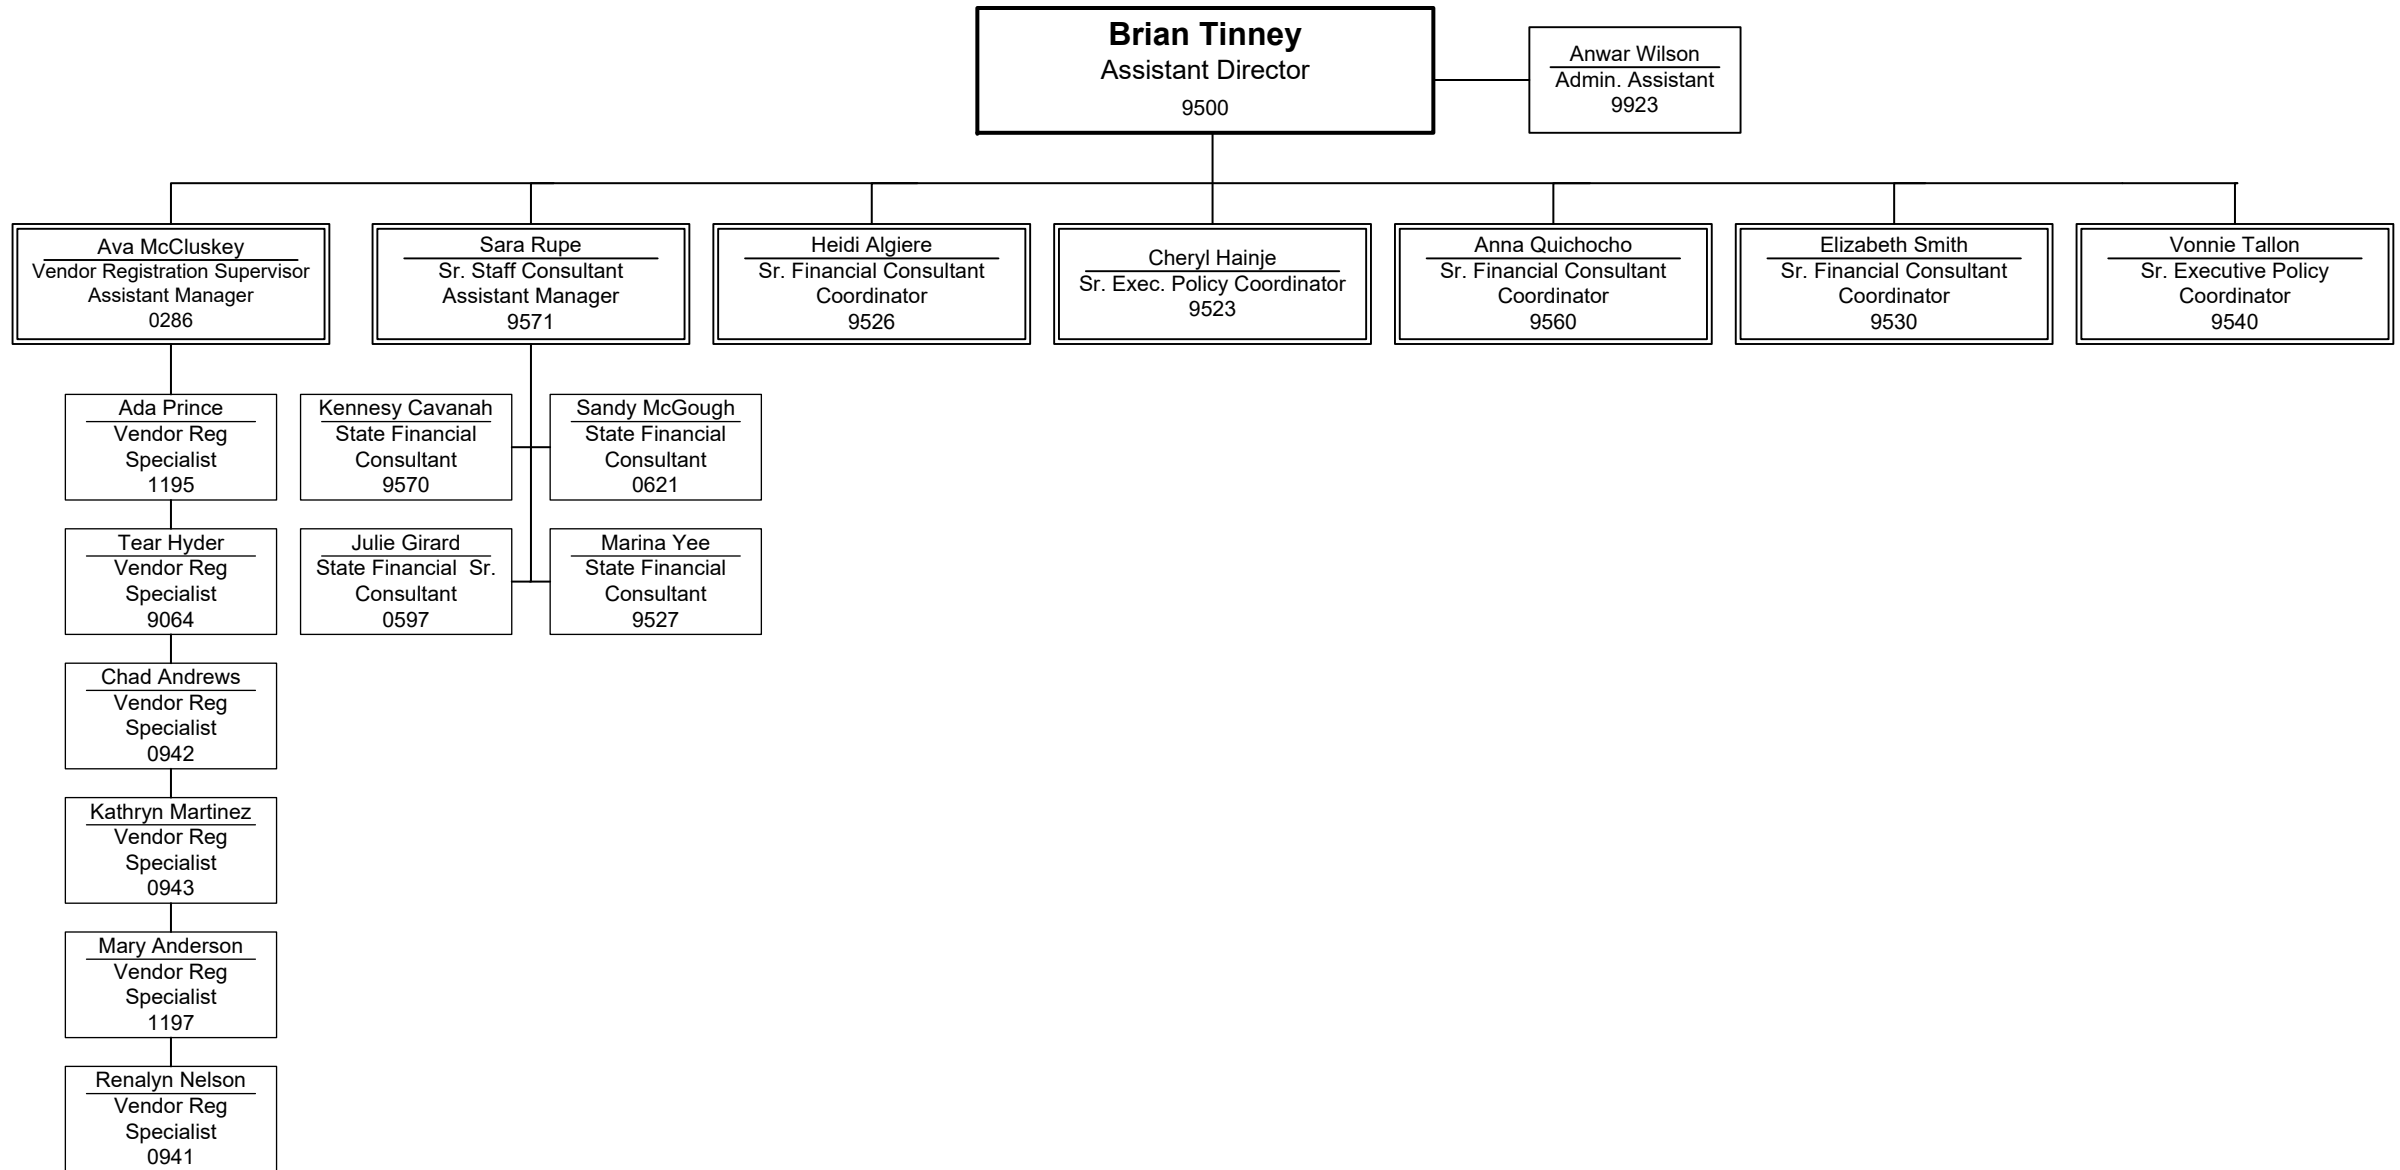 Brian Tinney
Assistant Director
9500
Anwar Wilson
Admin. Assistant
9923
Ava McCluskey
Vendor Registration Supervisor
Assistant Manager
0286
Sara Rupe
Sr. Staff Consultant
Assistant Manager
9571
Heidi Algiere
Sr. Financial Consultant
Coordinator
9526
Cheryl Hainje
Sr. Exec. Policy Coordinator
9523
Anna Quichocho
Sr. Financial Consultant
Coordinator
9560
Elizabeth Smith
Sr. Financial Consultant
Coordinator
9530
Vonnie Tallon
Sr. Executive Policy
Coordinator
9540
Ada Prince
Vendor Reg
Specialist
1195
Kennesy Cavanah
State Financial
Consultant
9570
Sandy McGough
State Financial
Consultant
0621
Tear Hyder
Vendor Reg
Specialist
9064
Julie Girard
State Financial  Sr.
Consultant
0597
Marina Yee
State Financial
Consultant
9527
Chad Andrews
Vendor Reg
Specialist
0942
Kathryn Martinez
Vendor Reg
Specialist
0943
Mary Anderson
Vendor Reg
Specialist
1197
Renalyn Nelson
Vendor Reg
Specialist
0941